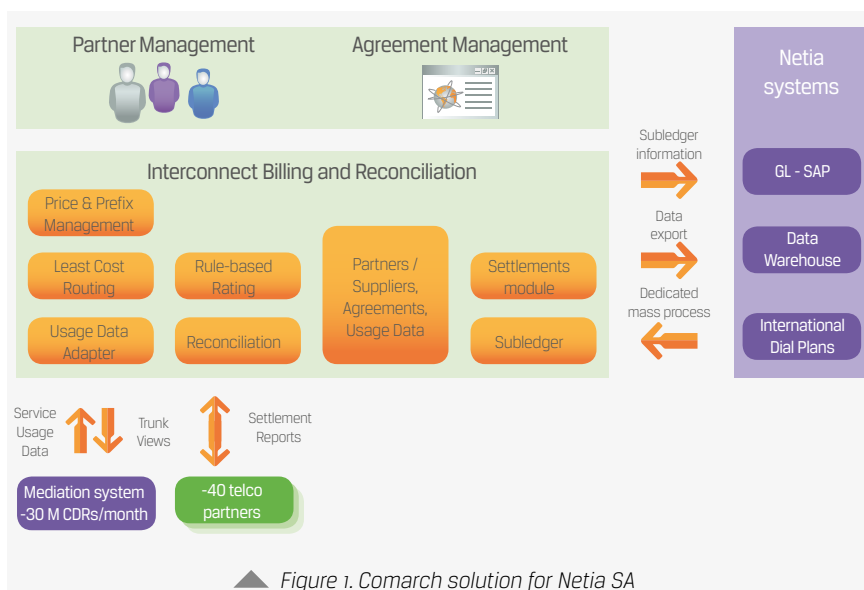 Partner Management
Agreement Management
Netia
systems
Interconnect Billing and Reconciliation
Price & Prefix
Management
Least Cost
Routing
Rule-based
Rating
Usage Data
Adapter
Reconciliation
Partners /
Suppliers,
Agreements,
Usage Data
Settlements
module
Subledger
Subledger
information
Data
export
Dedicated
mass process
GL - SAP
Data
Warehouse
International
Dial Plans
Service
Usage
Data
Trunk
Views
Settlement
Reports
Mediation system
-30 M CDRs/month
-40 telco
partners
Figure 1. Comarch solution for Netia SA